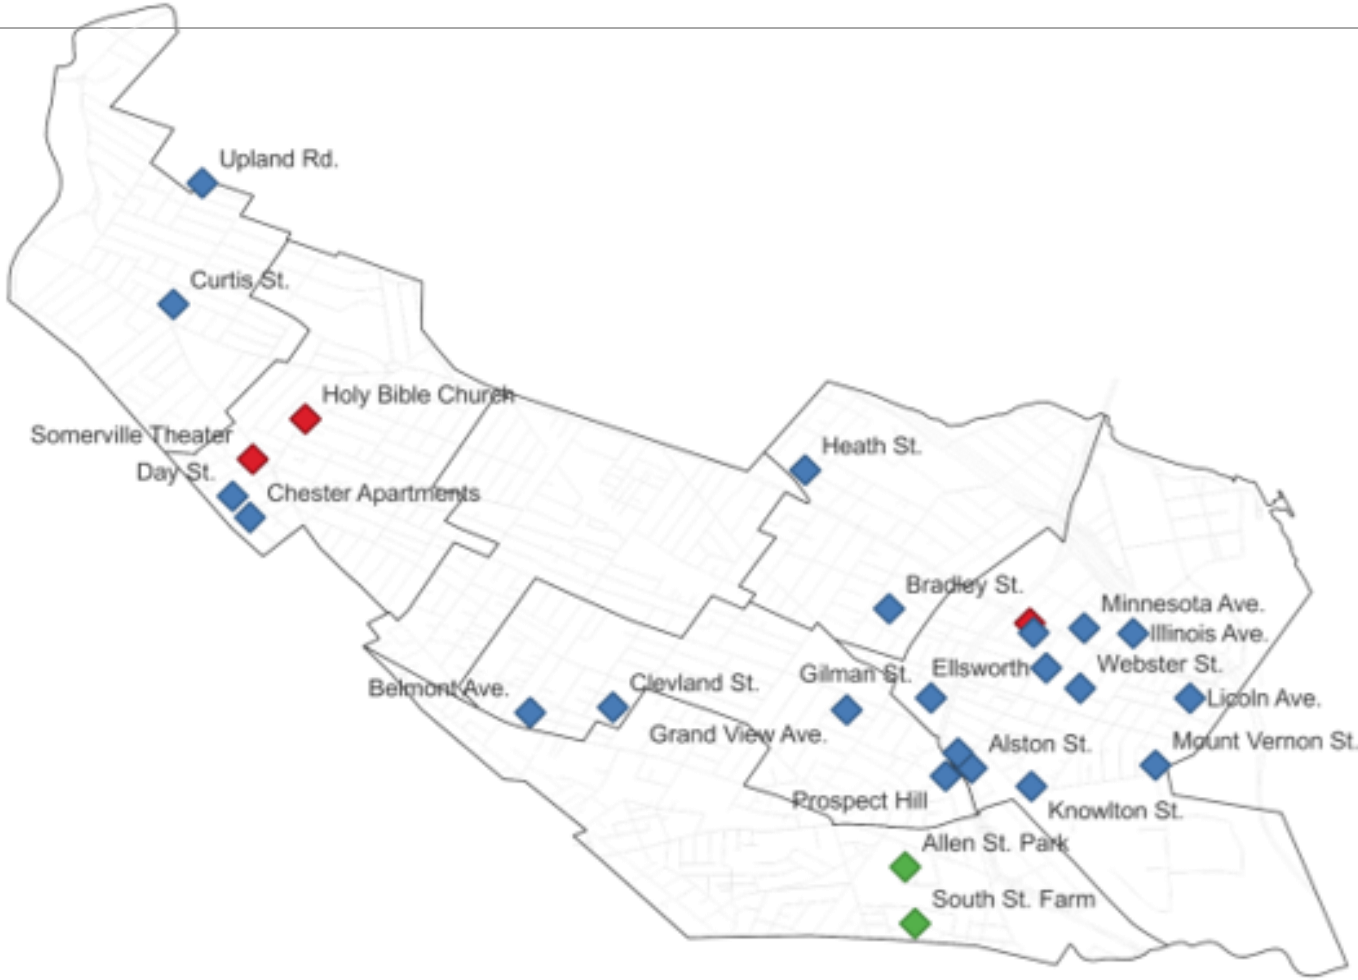 Upland Rd.
Curtis St.
Holy Bible Church
Somerville Theater
Day St.
Chester Apartments
Heath St.
Bradley St.
Minnesota Ave.
Illinois Ave.
Ellsworth
Webster St.
Gilman St.
Clevland St.
Belmont Ave.
Licoln Ave.
Grand View Ave.
Alston St.
Mount Vernon St.
Prospect Hill
Knowlton St.
Allen St. Park
South St. Farm